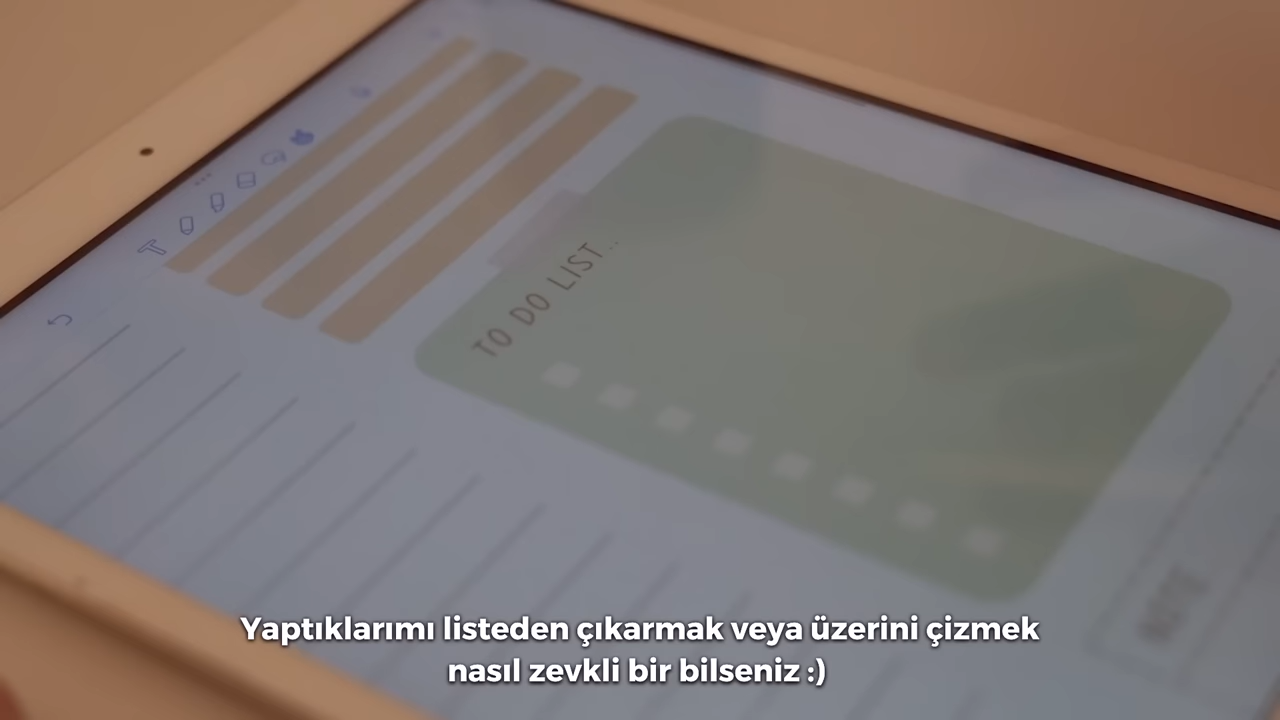 TO DO LIST..
Yaptıklarımı listeden çıkarmak veya üzerini çizmek
nasıl zevkli bir bilseniz :)